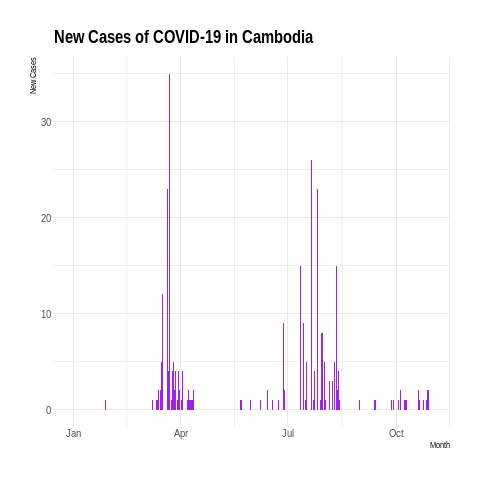 New Cases of COVID-19 in Cambodia
New Cases
30
20
10
0
Jan Apr Jul Oct
Month